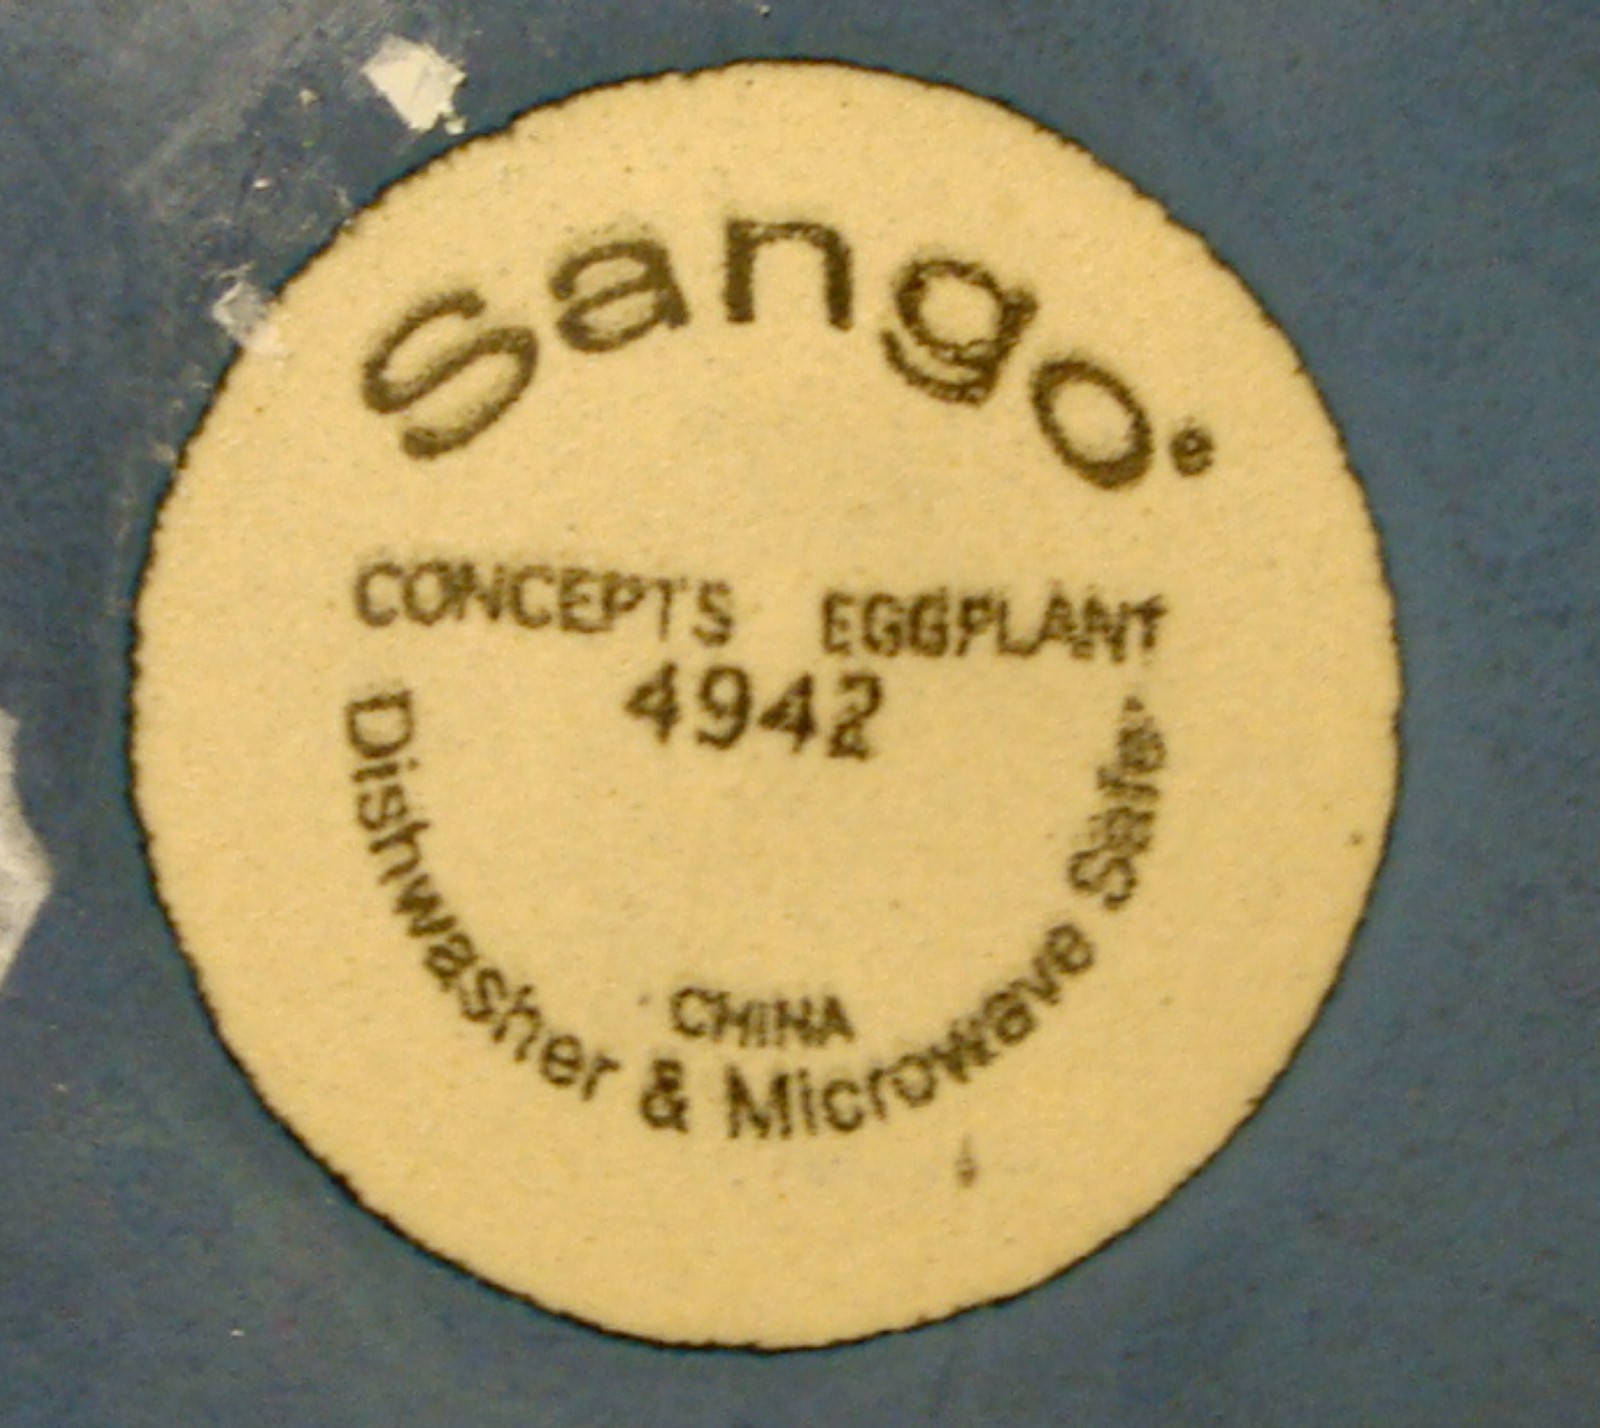 Sango®
CONCEPTS EGGPLANT
4942
CHINA
Dishwasher & Microwave Safe